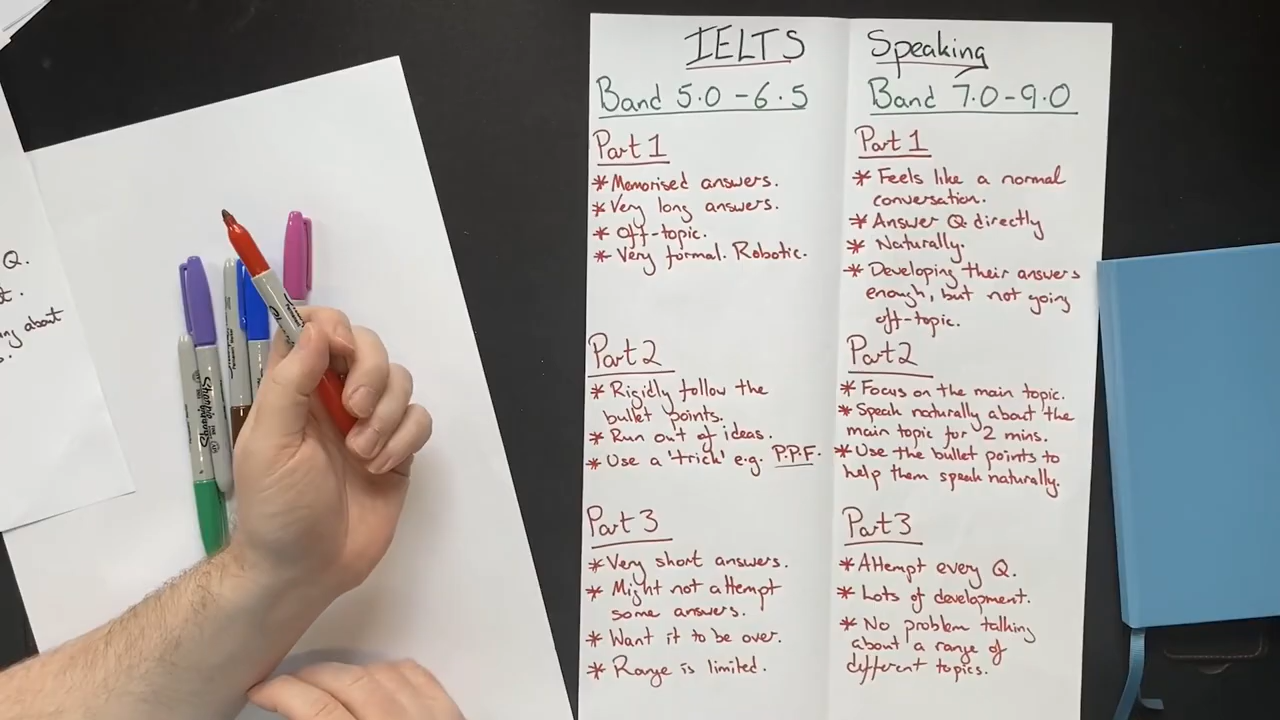 IELTS Speaking
Band 5.0 - 6.5
Part 1
* Memorised answers.
* Very long answers.
* Off-topic.
* Very formal. Robotic.
Part 2
* Rigidly follow the
bullet points.
* Run out of ideas.
* Use a 'trick' e.g. P.P.F.
Part 3
* Very short answers.
* Might not attempt
some answers.
* Want it to be over.
* Range is limited.
Band 7.0 - 9.0
Part 1
* Feels like a normal
conversation.
* Answer Q. directly
* Naturally.
* Developing their answers
enough, but not going
off-topic.
Part 2
* Focus on the main topic.
* Speak naturally about the
main topic for 2 mins.
* Use the bullet points to
help them speak naturally.
Part 3
* Attempt every Q.
* Lots of development.
* No problem talking
about a range of
different topics.
Q.
about
Sharpie